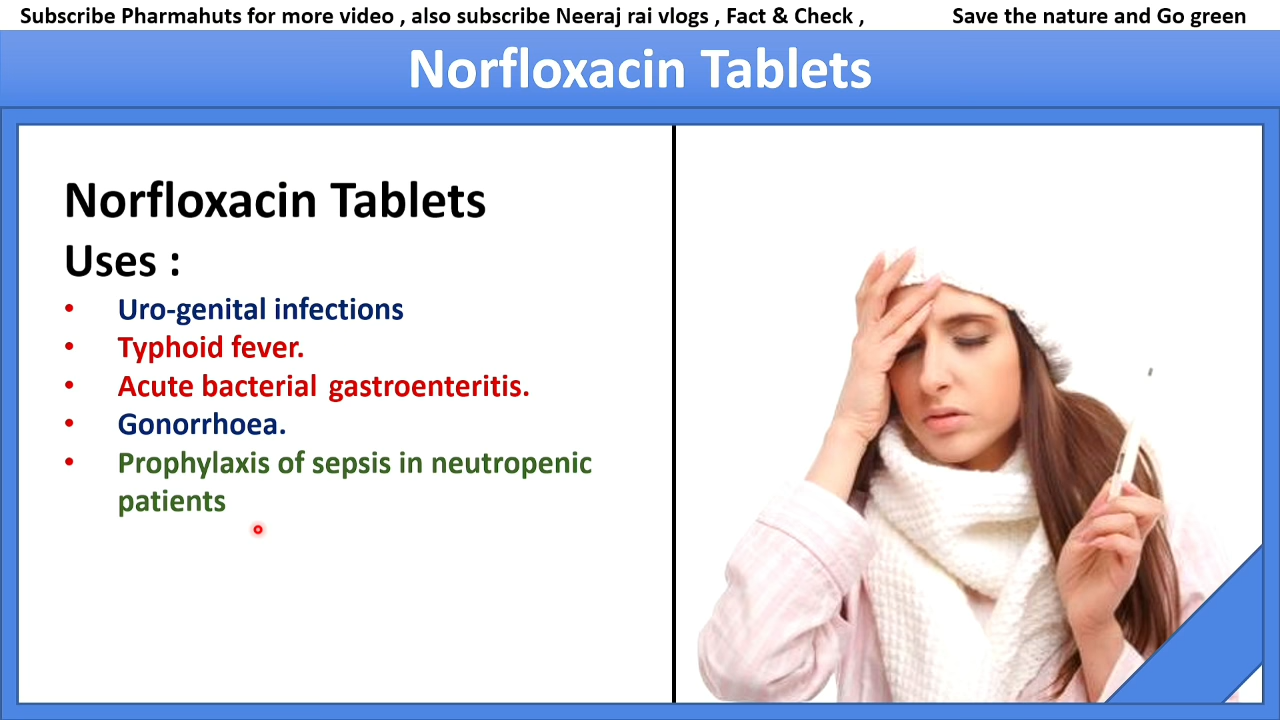 Subscribe Pharmahuts for more video , also subscribe Neeraj rai vlogs , Fact & Check , Save the nature and Go green
Norfloxacin Tablets
Norfloxacin Tablets
Uses :
• Uro-genital infections
• Typhoid fever.
• Acute bacterial gastroenteritis.
• Gonorrhoea.
• Prophylaxis of sepsis in neutropenic
patients